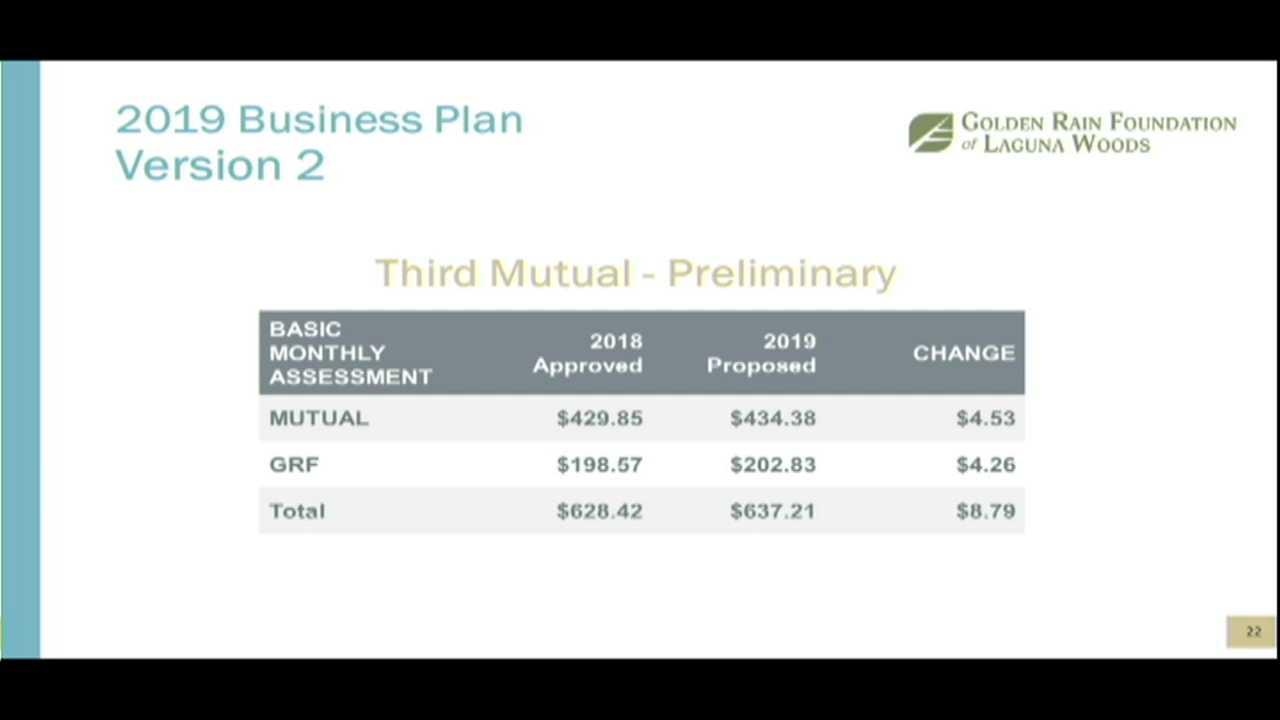 2019 Business Plan
Version 2
GOLDEN RAIN FOUNDATION
of LAGUNA WOODS
Third Mutual - Preliminary
BASIC MONTHLY ASSESSMENT 2018 Approved 2019 Proposed CHANGE
MUTUAL $429.85 $434.38 $4.53
GRF $198.57 $202.83 $4.26
Total $628.42 $637.21 $8.79
22